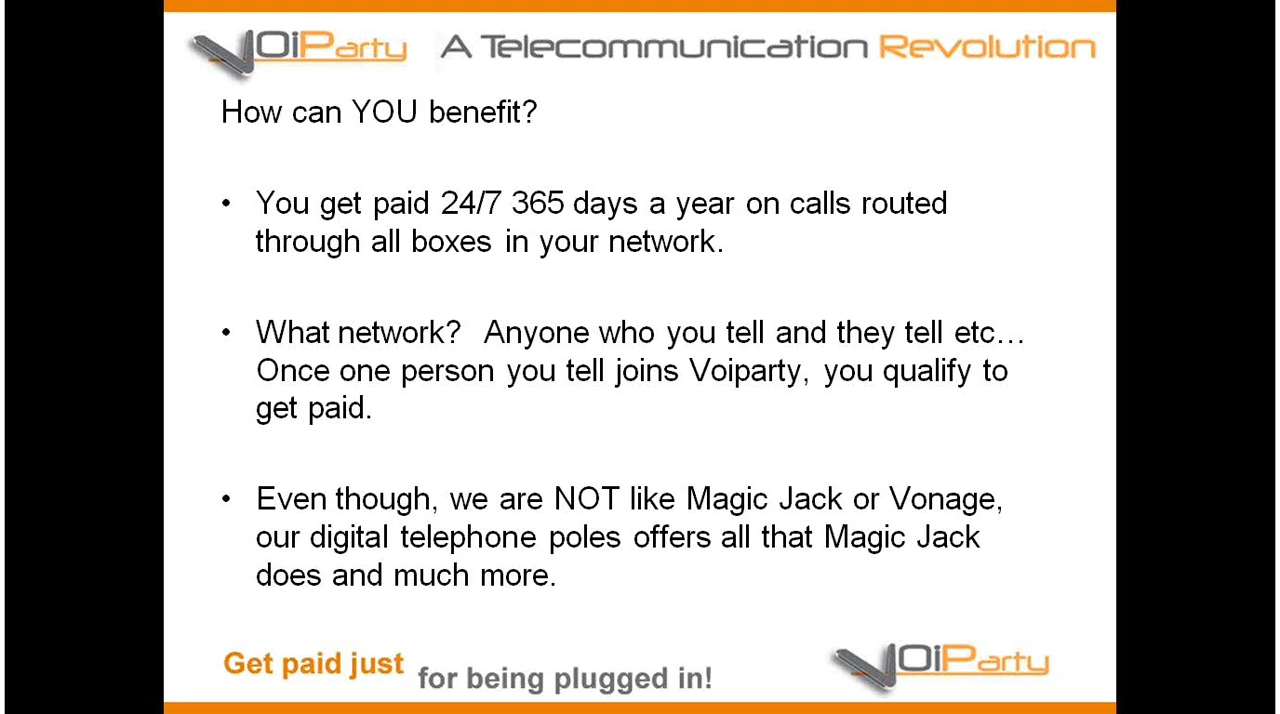 VOiParty A Telecommunication Revolution
How can YOU benefit?
• You get paid 24/7 365 days a year on calls routed
through all boxes in your network.
• What network? Anyone who you tell and they tell etc…
Once one person you tell joins Voiparty, you qualify to
get paid.
• Even though, we are NOT like Magic Jack or Vonage,
our digital telephone poles offers all that Magic Jack
does and much more.
Get paid just for being plugged in!
VOiParty